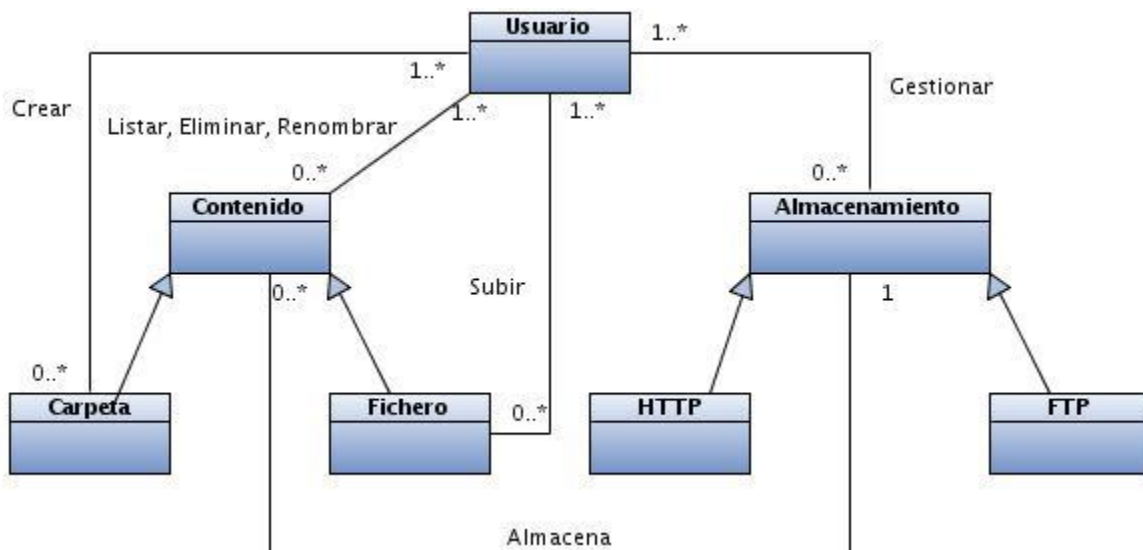 Usuario
1..*
1..*
Crear
Gestionar
1..*
1..*
Listar, Eliminar, Renombrar
0..*
0..*
Contenido
Almacenamiento
0..*
Subir
1
0..*
Carpeta
Fichero
0..*
HTTP
FTP
Almacena